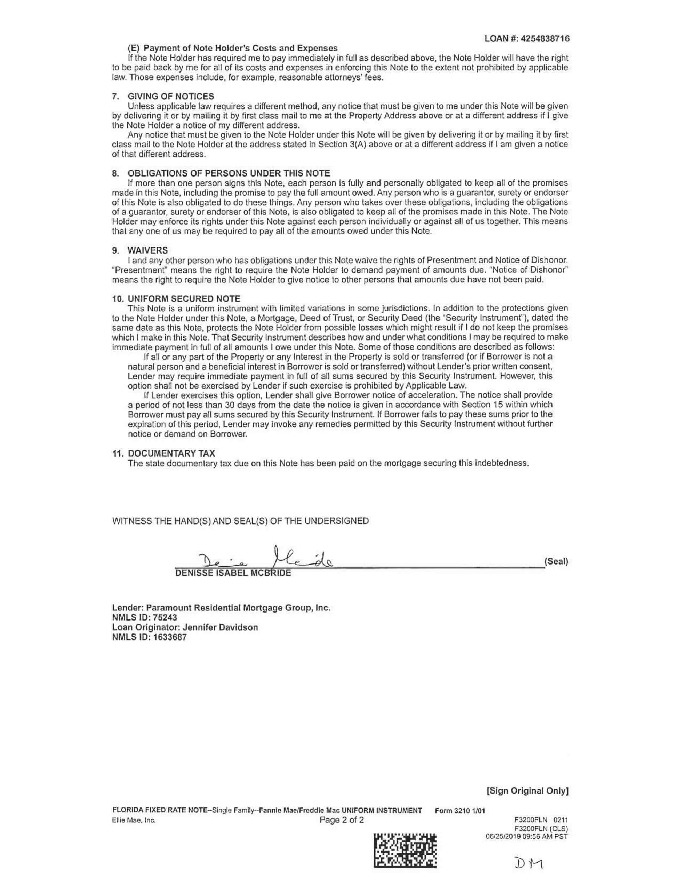 LOAN #: 4254838716
(E) Payment of Note Holder's Costs and Expenses
If the Note Holder has required me to pay immediately in full as described above, the Note Holder will have the right
to be paid back by me for all of its costs and expenses in enforcing this Note to the extent not prohibited by applicable
law. Those expenses include, for example, reasonable attorneys' fees.
7. GIVING OF NOTICES
Unless applicable law requires a different method, any notice that must be given to me under this Note will be given
by delivering it or by mailing it by first class mail to me at the Property Address above or at a different address if I give
the Note Holder a notice of my different address.
Any notice that must be given to the Note Holder under this Note will be given by delivering it or by mailing it by first
class mail to the Note Holder at the address stated in Section 3(A) above or at a different address if I am given a notice
of that different address.
8. OBLIGATIONS OF PERSONS UNDER THIS NOTE
If more than one person signs this Note, each person is fully and personally obligated to keep all of the promises
made in this Note, including the promise to pay the full amount owed. Any person who is a guarantor, surety or endorser
of this Note is also obligated to do these things. Any person who takes over these obligations, including the obligations
of a guarantor, surety or endorser of this Note, is also obligated to keep all of the promises made in this Note. The Note
Holder may enforce its rights under this Note against each person individually or against all of us together. This means
that any one of us may be required to pay all of the amounts owed under this Note.
9. WAIVERS
I and any other person who has obligations under this Note waive the rights of Presentment and Notice of Dishonor.
"Presentment" means the right to require the Note Holder to demand payment of amounts due. "Notice of Dishonor"
means the right to require the Note Holder to give notice to other persons that amounts due have not been paid.
10. UNIFORM SECURED NOTE
This Note is a uniform instrument with limited variations in some jurisdictions. In addition to the protections given
to the Note Holder under this Note, a Mortgage, Deed of Trust, or Security Deed (the "Security Instrument"), dated the
same date as this Note, protects the Note Holder from possible losses which might result if I do not keep the promises
which I make in this Note. That Security Instrument describes how and under what conditions I may be required to make
immediate payment in full of all amounts I owe under this Note. Some of those conditions are described as follows:
If all or any part of the Property or any Interest in the Property is sold or transferred (or if Borrower is not a
natural person and a beneficial interest in Borrower is sold or transferred) without Lender's prior written consent,
Lender may require immediate payment in full of all sums secured by this Security Instrument. However, this
option shall not be exercised by Lender if such exercise is prohibited by Applicable Law.
If Lender exercises this option, Lender shall give Borrower notice of acceleration. The notice shall provide
a period of not less than 30 days from the date the notice is given in accordance with Section 15 within which
Borrower must pay all sums secured by this Security Instrument. If Borrower fails to pay these sums prior to the
expiration of this period, Lender may invoke any remedies permitted by this Security Instrument without further
notice or demand on Borrower.
11. DOCUMENTARY TAX
The state documentary tax due on this Note has been paid on the mortgage securing this indebtedness.
WITNESS THE HAND(S) AND SEAL(S) OF THE UNDERSIGNED
(Seal)
DENISSE ISABEL MCBRIDE
Lender: Paramount Residential Mortgage Group, Inc.
NMLS ID: 75243
Loan Originator: Jennifer Davidson
NMLS ID: 1633687
[Sign Original Only]
FLORIDA FIXED RATE NOTE--Single Family--Fannie Mae/Freddie Mac UNIFORM INSTRUMENT Form 3210 1/01
Ellie Mae, Inc. Page 2 of 2 F3200FLN 0211
F3200FLN (CLS)
06/25/2019 09:56 AM PST
DM